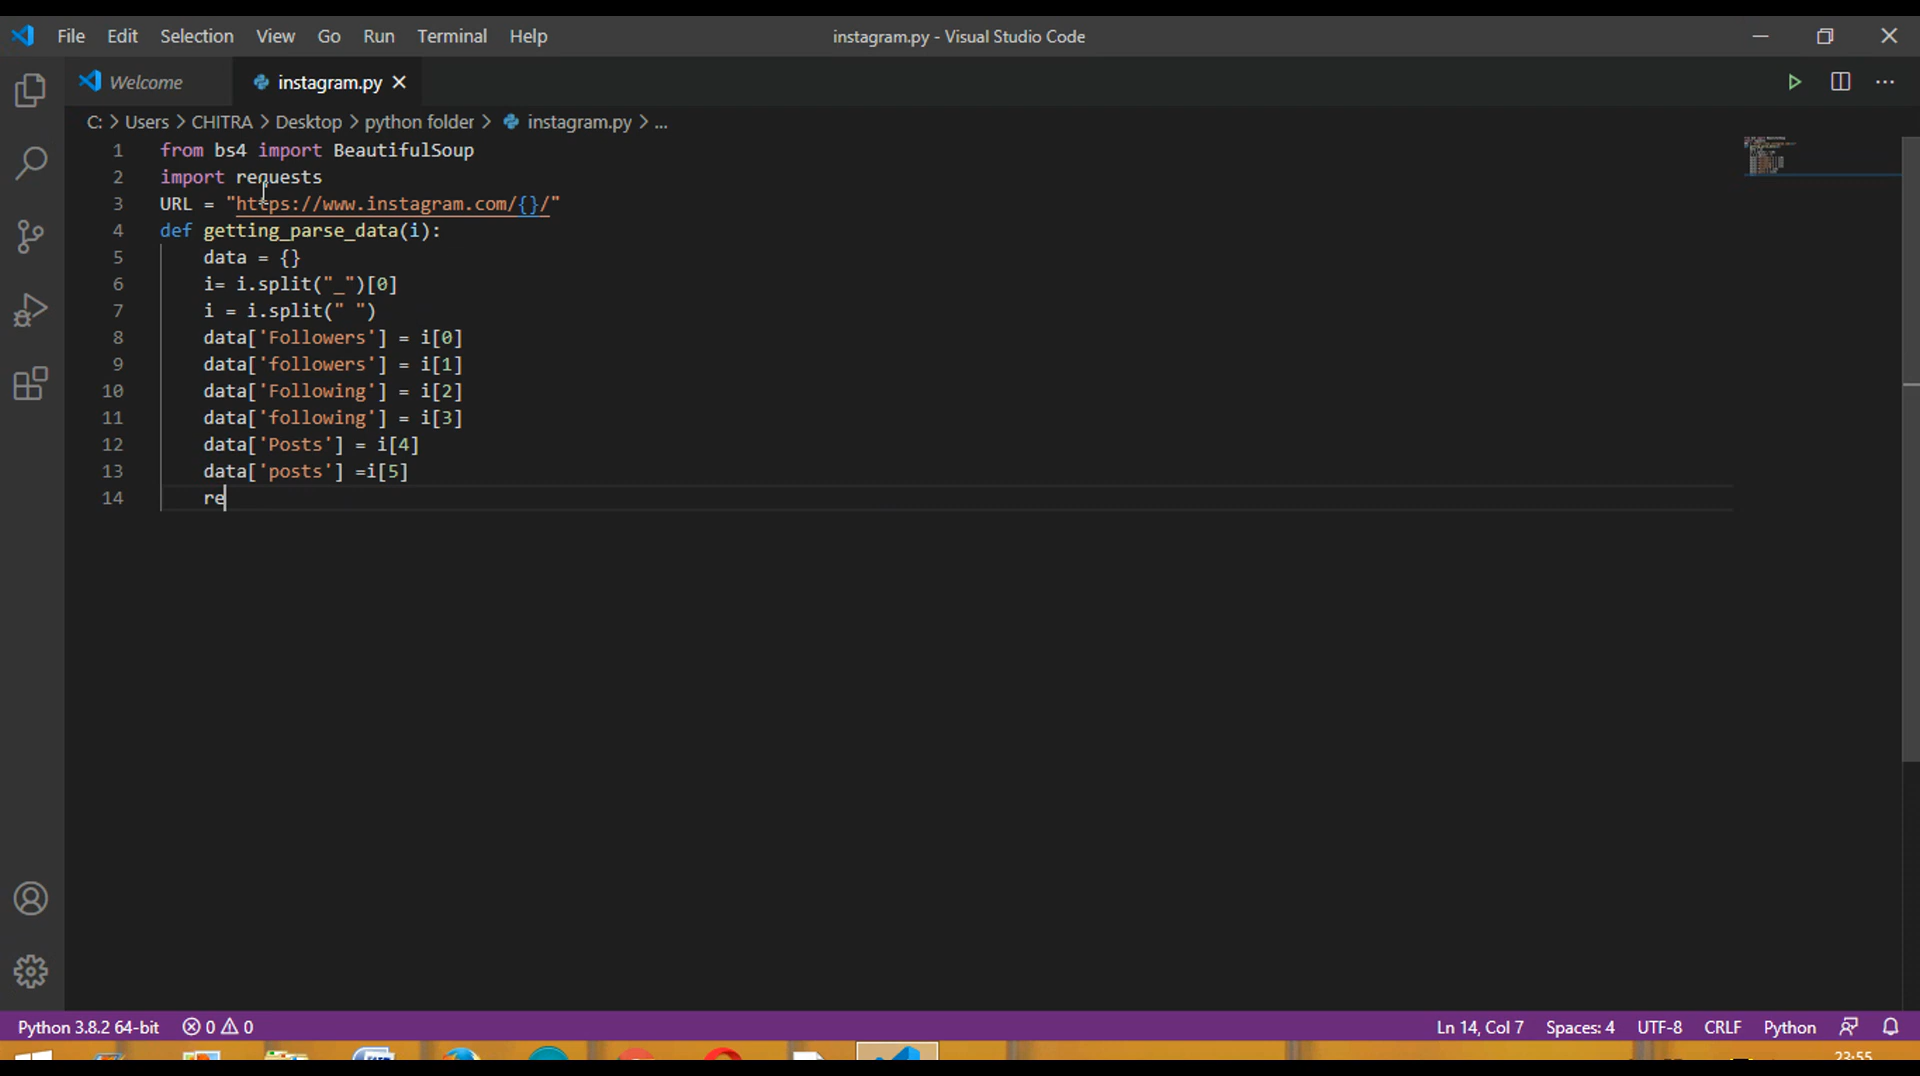 File Edit Selection View Go Run Terminal Help instagram.py - Visual Studio Code
Welcome instagram.py
C: > Users > CHITRA > Desktop > python folder > instagram.py > ...
1 from bs4 import BeautifulSoup
2 import requests
3 URL = "https://www.instagram.com/{}/"
4 def getting_parse_data(i):
5 data = {}
6 i= i.split("_")[0]
7 i = i.split(" ")
8 data['Followers'] = i[0]
9 data['followers'] = i[1]
10 data['Following'] = i[2]
11 data['following'] = i[3]
12 data['Posts'] = i[4]
13 data['posts'] =i[5]
14 re
Python 3.8.2 64-bit 0 0 Ln 14, Col 7 Spaces: 4 UTF-8 CRLF Python
23:55